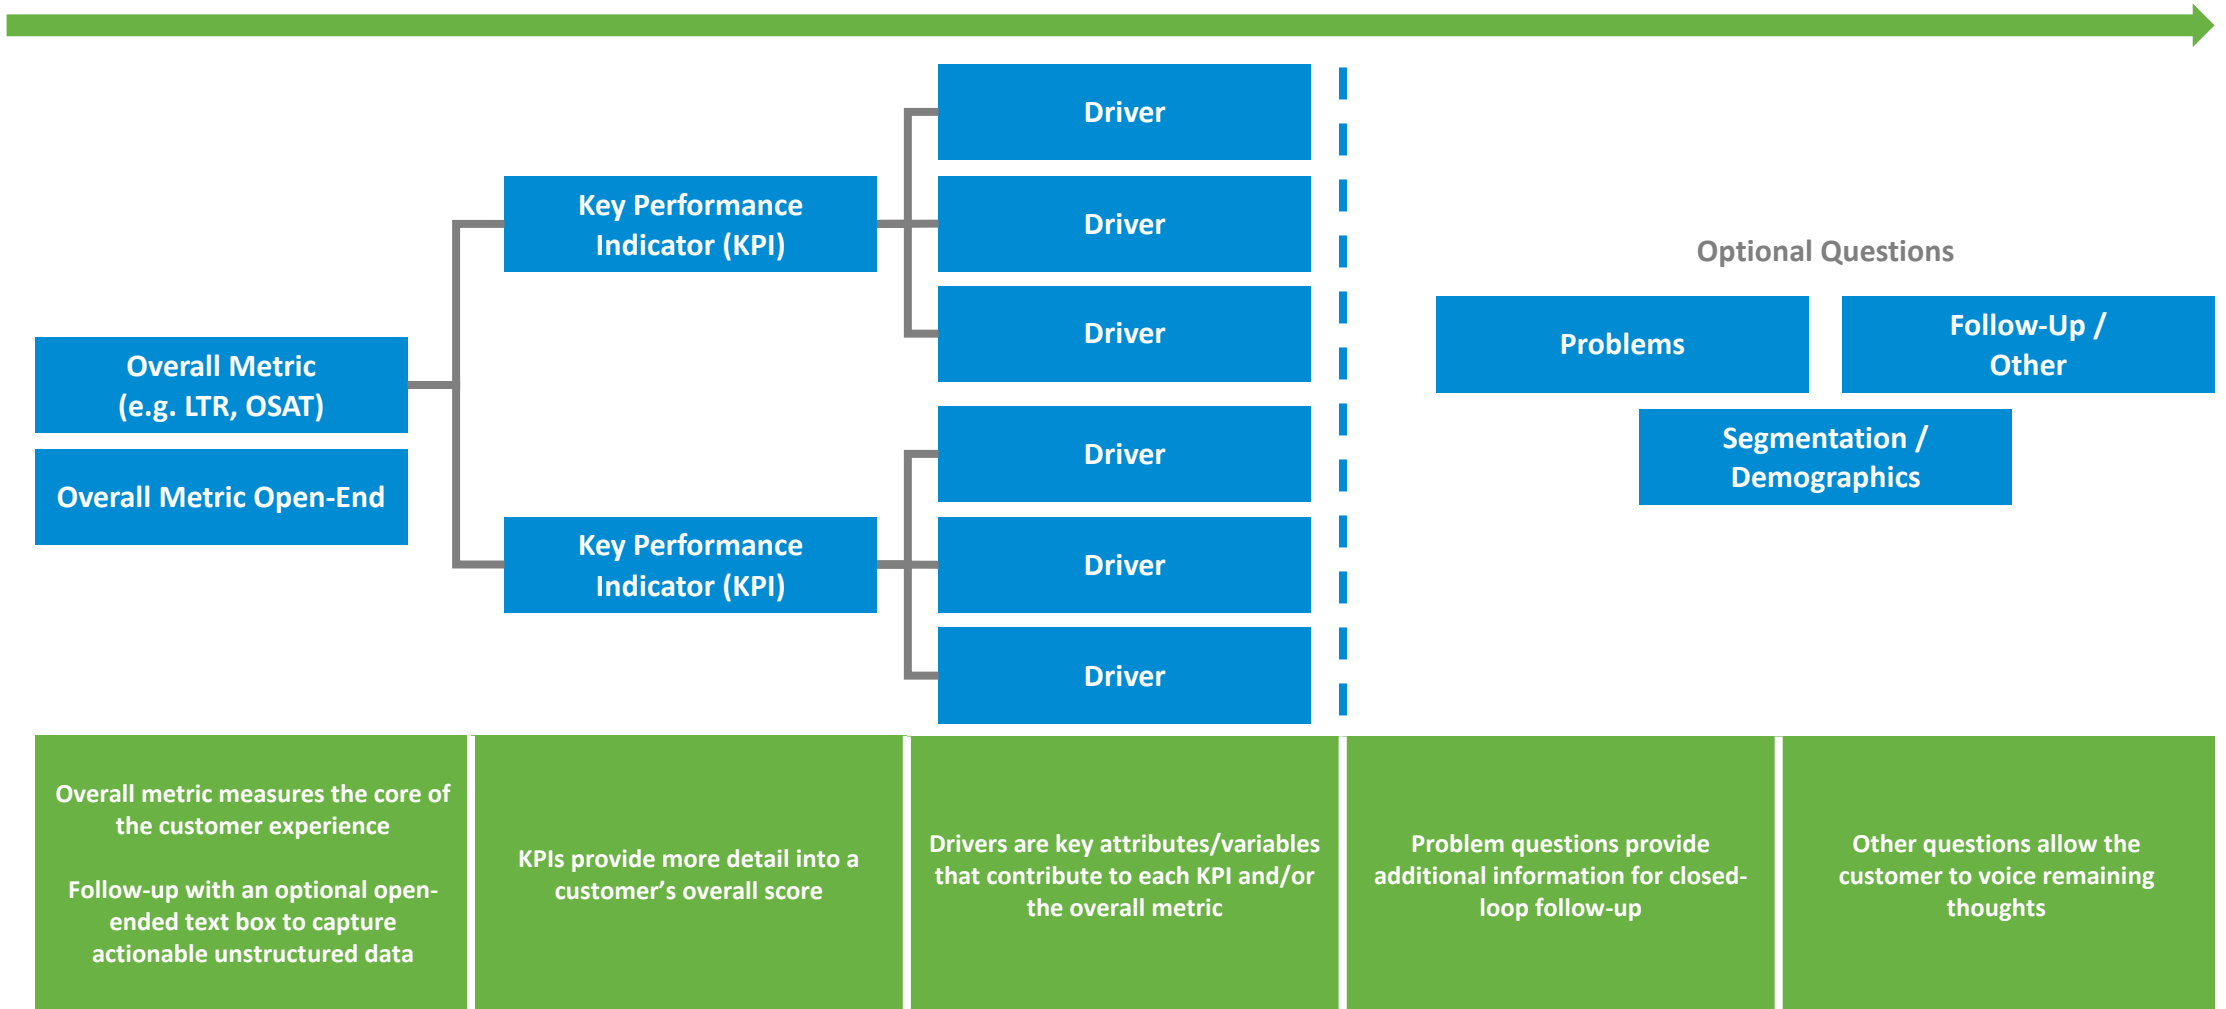 Overall Metric
(e.g. LTR, OSAT)
Overall Metric Open-End
Key Performance
Indicator (KPI)
Key Performance
Indicator (KPI)
Driver
Driver
Driver
Driver
Driver
Driver
Optional Questions
Problems
Follow-Up /
Other
Segmentation /
Demographics
Overall metric measures the core of
the customer experience
Follow-up with an optional open-
ended text box to capture
actionable unstructured data
KPIs provide more detail into a
customer’s overall score
Drivers are key attributes/variables
that contribute to each KPI and/or
the overall metric
Problem questions provide
additional information for closed-
loop follow-up
Other questions allow the
customer to voice remaining
thoughts